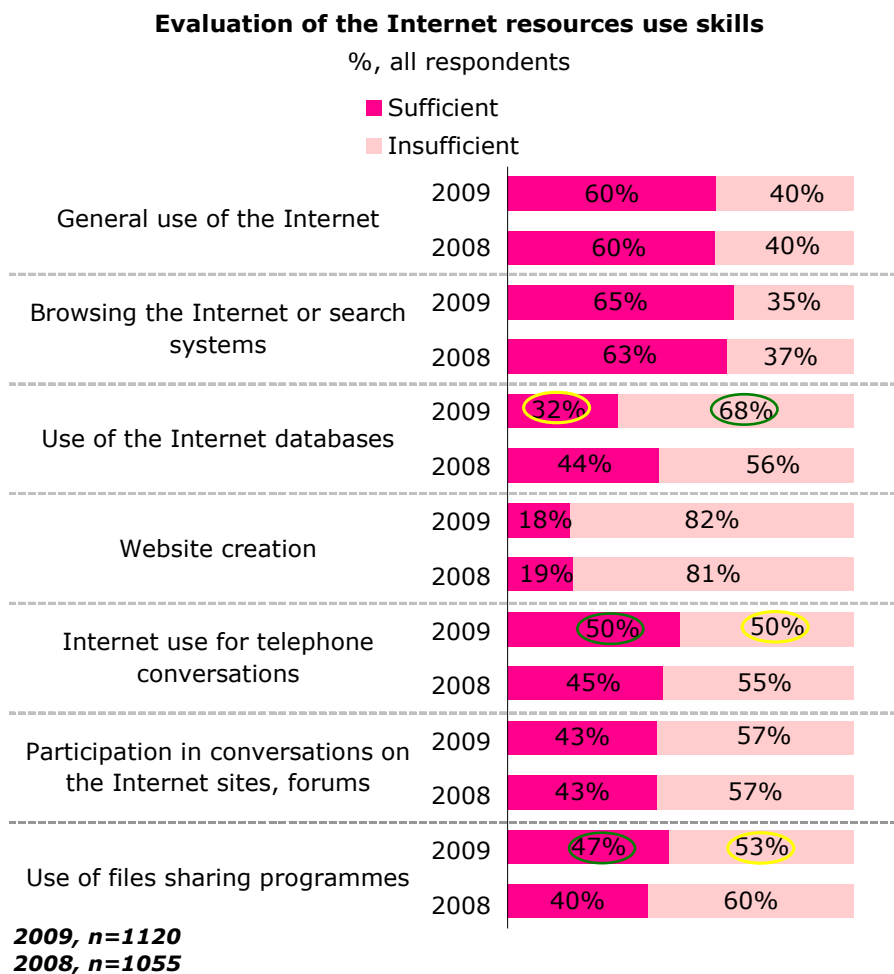 Evaluation of the Internet resources use skills
%, all respondents
Sufficient
Insufficient
General use of the Internet
2009 60% 40%
2008 60% 40%
Browsing the Internet or search
systems
2009 65% 35%
2008 63% 37%
Use of the Internet databases
2009 32% 68%
2008 44% 56%
Website creation
2009 18% 82%
2008 19% 81%
Internet use for telephone
conversations
2009 50% 50%
2008 45% 55%
Participation in conversations on
the Internet sites, forums
2009 43% 57%
2008 43% 57%
Use of files sharing programmes
2009 47% 53%
2008 40% 60%
2009, n=1120
2008, n=1055